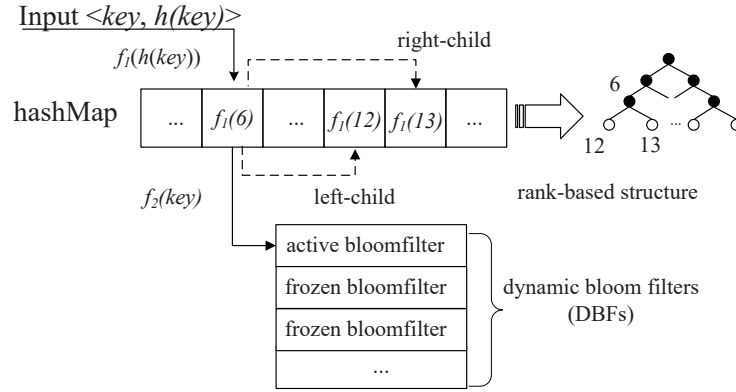 Input <key, h(key)>
f1(h(key))
right-child
hashMap
... f1(6) ... f1(12) f1(13) ...
6
...
12 13
f2(key)
left-child
rank-based structure
active bloomfilter
frozen bloomfilter
frozen bloomfilter
...
dynamic bloom filters
(DBFs)